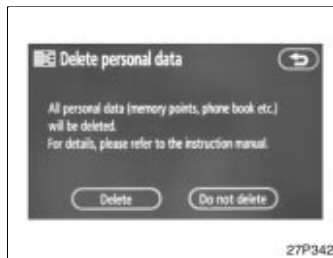 Delete personal data
All personal data (memory points, phone book etc.)
will be deleted.
For details, please refer to the instruction manual.
Delete
Do not delete
27P342